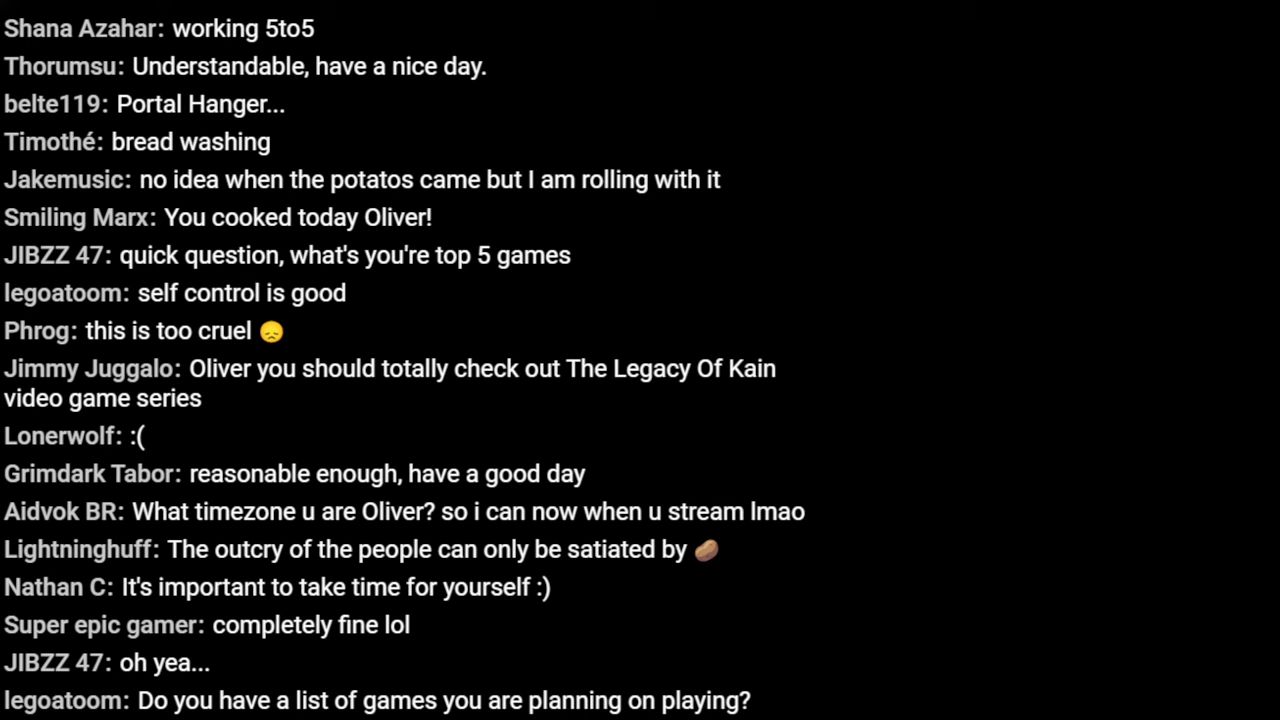 Shana Azahar: working 5to5
Thorumsu: Understandable, have a nice day.
belte119: Portal Hanger...
Timothé: bread washing
Jakemusic: no idea when the potatos came but I am rolling with it
Smiling Marx: You cooked today Oliver!
JIBZZ 47: quick question, what's you're top 5 games
legoatoom: self control is good
Phrog: this is too cruel 😞
Jimmy Juggalo: Oliver you should totally check out The Legacy Of Kain
video game series
Lonerwolf: :(
Grimdark Tabor: reasonable enough, have a good day
Aidvok BR: What timezone u are Oliver? so i can now when u stream lmao
Lightninghuff: The outcry of the people can only be satiated by 🥔
Nathan C: It's important to take time for yourself :)
Super epic gamer: completely fine lol
JIBZZ 47: oh yea...
legoatoom: Do you have a list of games you are planning on playing?